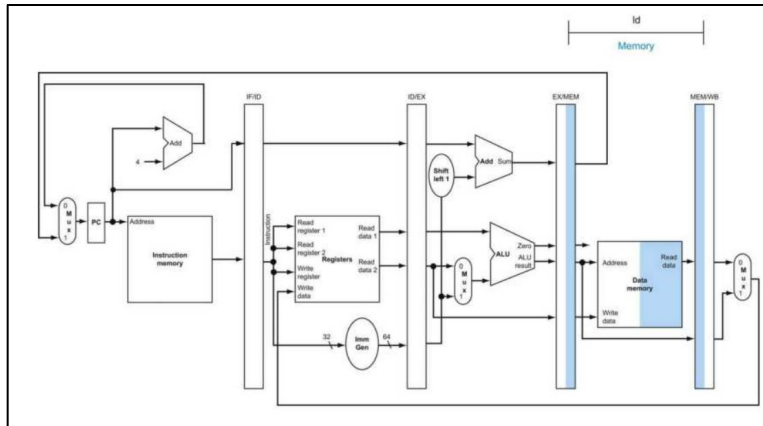 ld
Memory
IF/ID
ID/EX
EX/MEM
MEM/WB
Add
4
Add Sum
Shift
left 1
0
M
u
x
1
PC
Address
Instruction
memory
Instruction
Read
register 1
Read
register 2
Write
register
Write
data
Registers
Read
data 1
Read
data 2
0
M
u
x
1
Zero
ALU
ALU
result
Address
Read
data
Data
memory
Write
data
0
M
u
x
1
32
Imm
Gen
64